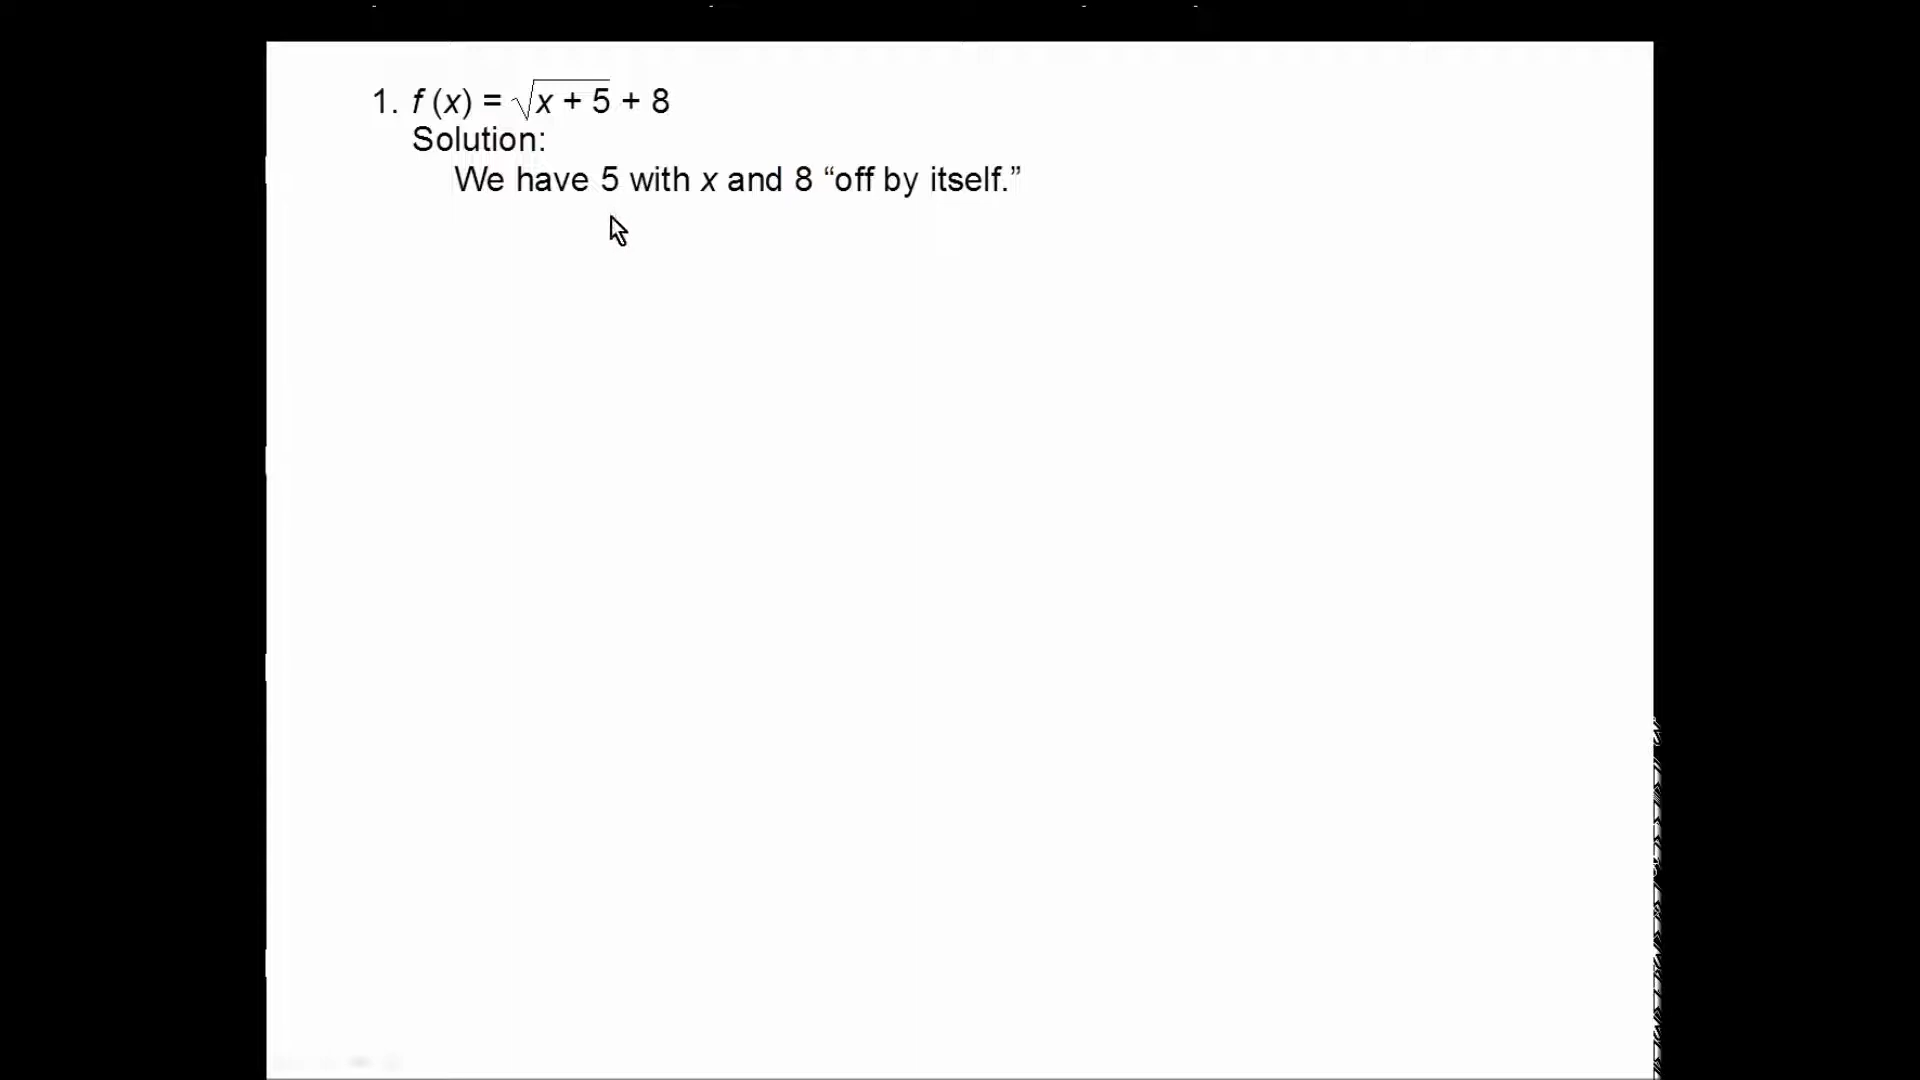 1. f (x) = √x + 5 + 8
Solution:
We have 5 with x and 8 “off by itself.”